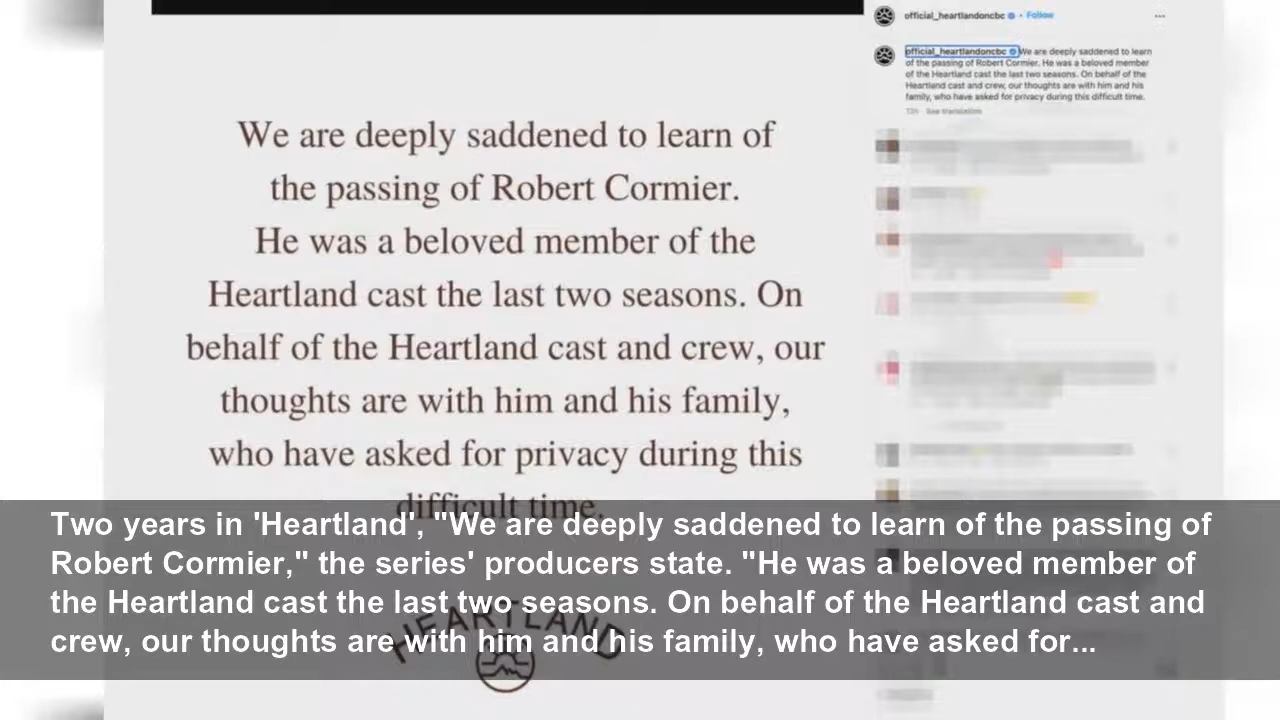 We are deeply saddened to learn of
the passing of Robert Cormier.
He was a beloved member of the
Heartland cast the last two seasons. On
behalf of the Heartland cast and crew, our
thoughts are with him and his family,
who have asked for privacy during this
difficult time.
HEARTLAND
official_heartlandoncbc • Follow
...
official_heartlandoncbc We are deeply saddened to learn
of the passing of Robert Cormier. He was a beloved member
of the Heartland cast the last two seasons. On behalf of the
Heartland cast and crew, our thoughts are with him and his
family, who have asked for privacy during this difficult time.
See translation
Two years in 'Heartland', "We are deeply saddened to learn of the passing of
Robert Cormier," the series' producers state. "He was a beloved member of
the Heartland cast the last two seasons. On behalf of the Heartland cast and
crew, our thoughts are with him and his family, who have asked for...